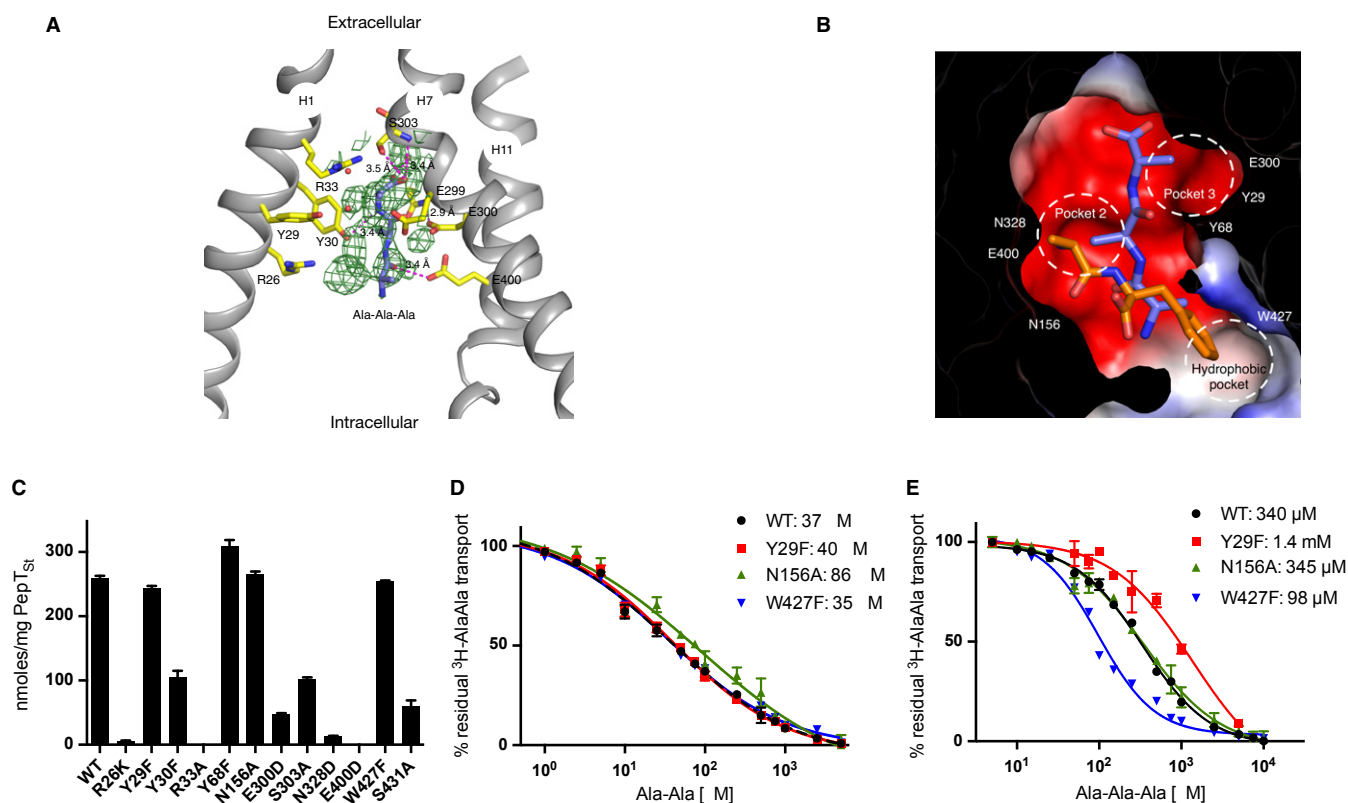 A
Extracellular
H1
H7
S303
H11
3.5 Å
3.4 Å
R33
E299
2.9 Å
E300
3.4 Å
Y29
Y30
3.4 Å
R26
E400
Ala-Ala-Ala
Intracellular
B
E300
Pocket 3
Y29
N328
Pocket 2
Y68
E400
N156
W427
Hydrophobic
pocket
C
nmoles/mg PepTSt
300
200
100
0
WT
R26K
Y29F
Y30F
R33A
Y68F
N156A
E300D
S303A
N328D
E400D
W427F
S431A
D
% residual 3H-AlaAla transport
100
50
0
WT: 37 M
Y29F: 40 M
N156A: 86 M
W427F: 35 M
10⁰
10¹
10²
10³
Ala-Ala [ M]
E
% residual 3H-AlaAla transport
100
50
0
WT: 340 µM
Y29F: 1.4 mM
N156A: 345 µM
W427F: 98 µM
10¹
10²
10³
10⁴
Ala-Ala-Ala [ M]